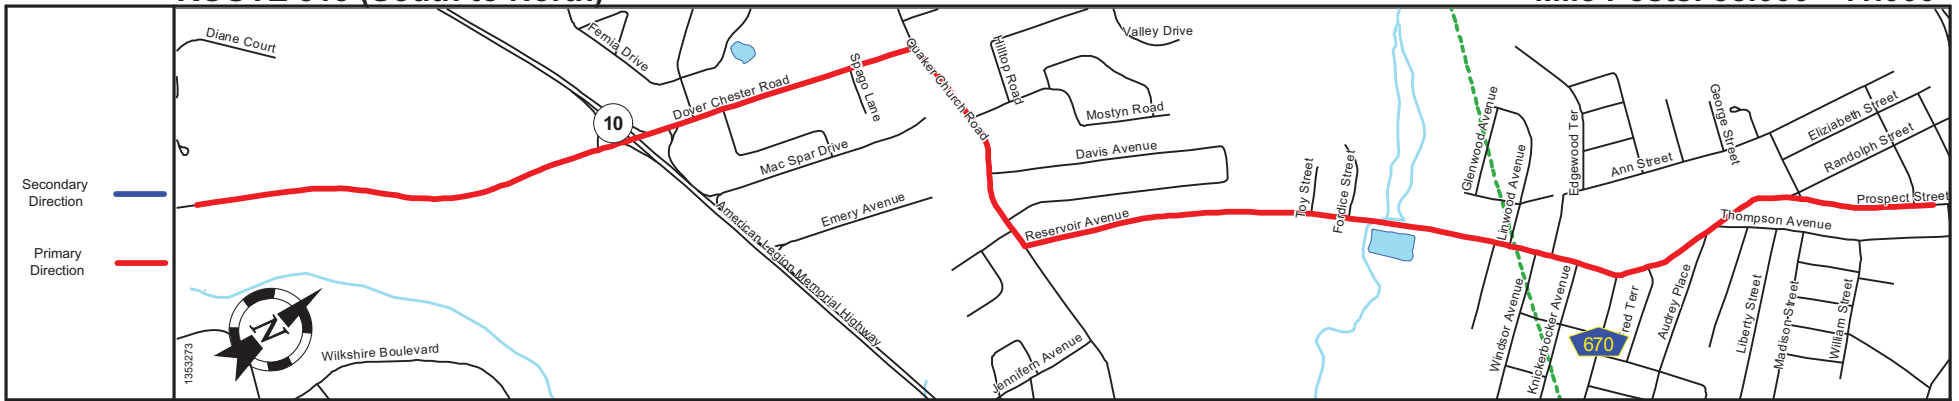 Secondary
Direction
Primary
Direction
1353273
N
Diane Court
Fernia Drive
10
Dover Chester Road
Spago Lane
Quaker Church Road
Hilltop Road
Valley Drive
Mostyn Road
Mac Spar Drive
Emery Avenue
Davis Avenue
American Legion Memorial Highway
Wilkshire Boulevard
Reservoir Avenue
Jennifern Avenue
Toy Street
Fordice Street
Glenwood Avenue
Linwood Avenue
Edgewood Ter
Ann Street
George Street
Eliziabeth Street
Randolph Street
Prospect Street
Thompson Avenue
Windsor Avenue
Knickerbocker Avenue
670
Audrey Place
Liberty Street
Madison Street
William Street